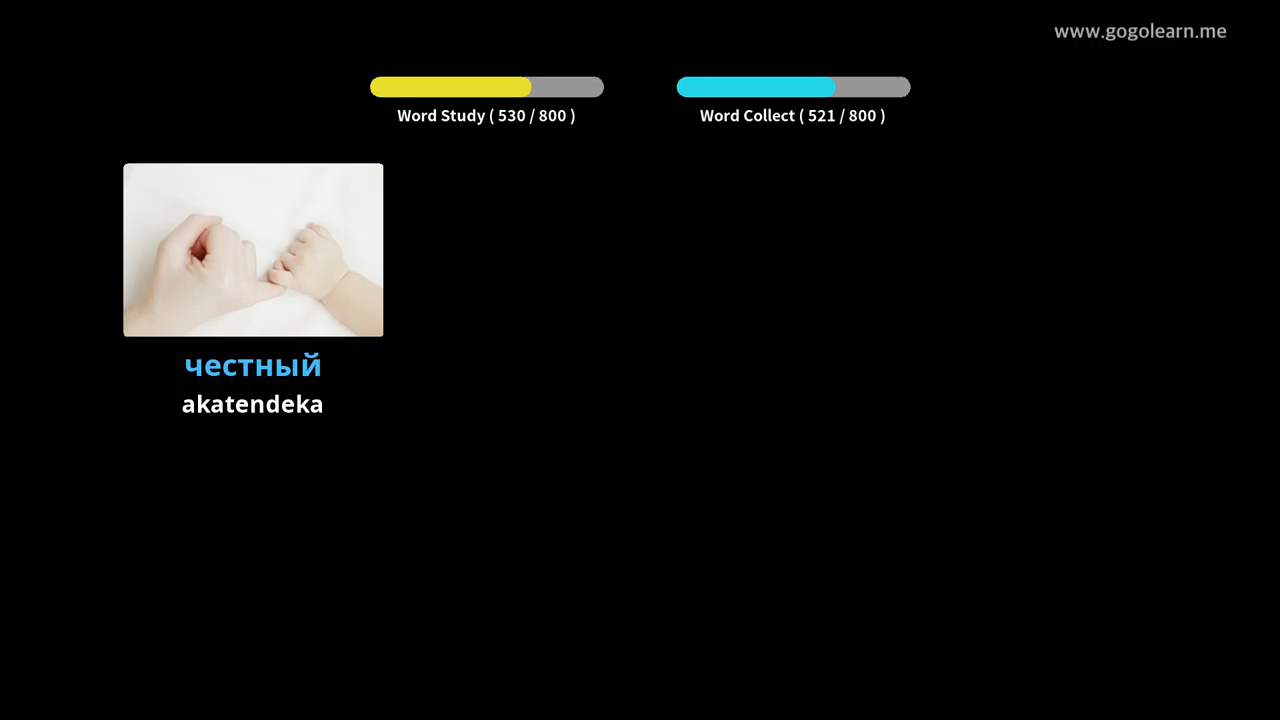 www.gogolearn.me
Word Study ( 530 / 800 )
Word Collect ( 521 / 800 )
честный
akatendeka